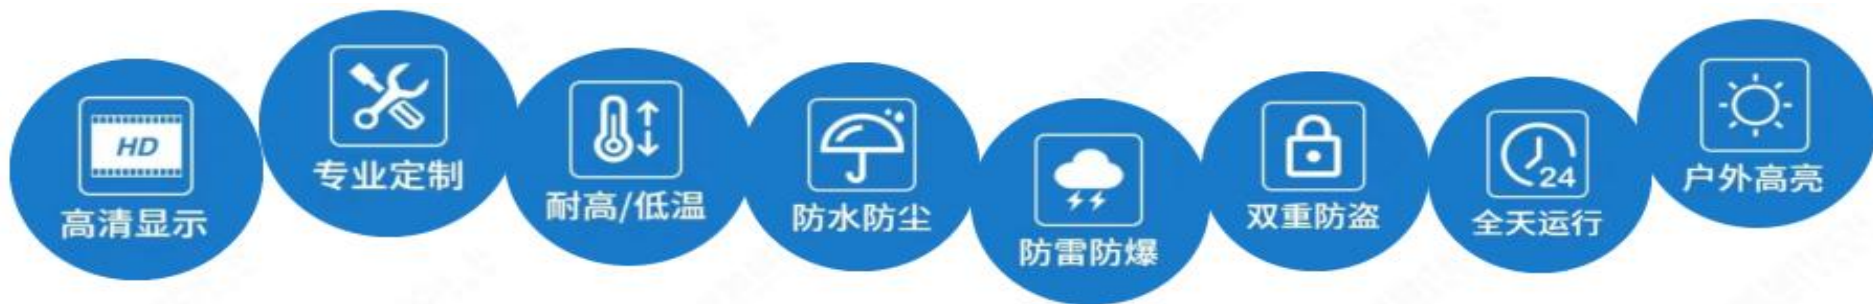 HD
高清显示
专业定制
耐高/低温
防水防尘
防雷防爆
双重防盗
24
全天运行
户外高亮